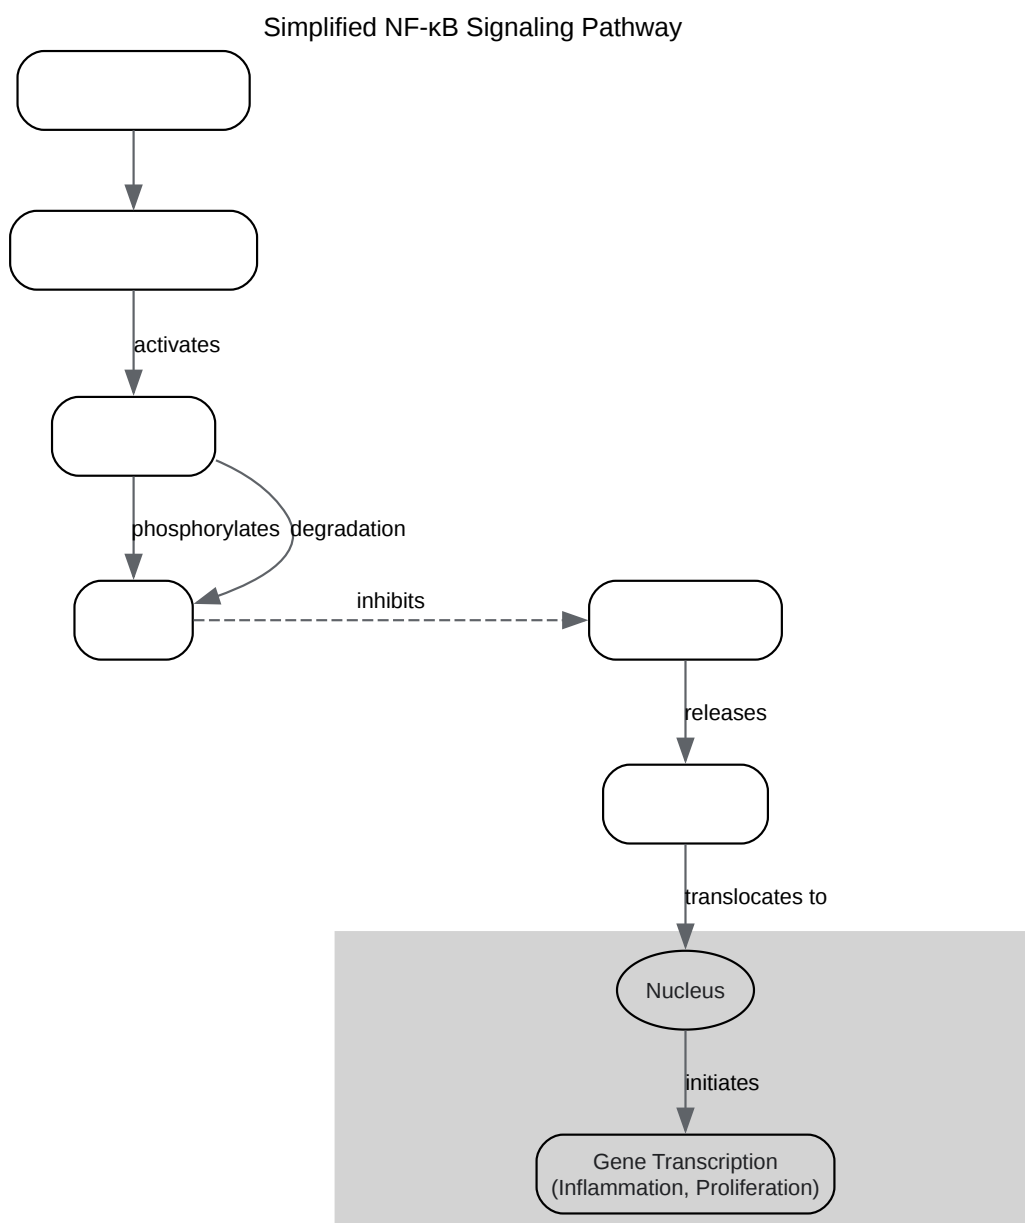 Simplified NF-κB Signaling Pathway
activates
phosphorylates
degradation
inhibits
releases
translocates to
Nucleus
initiates
Gene Transcription
(Inflammation, Proliferation)